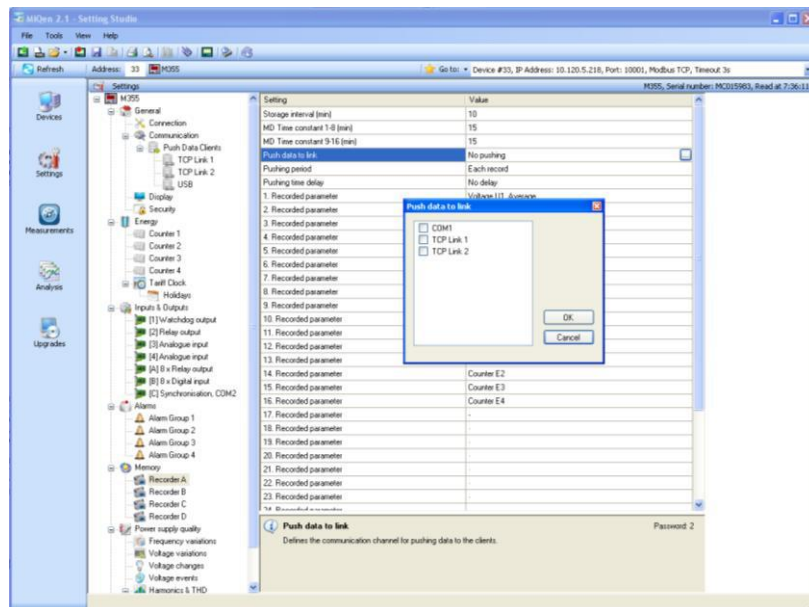 MiQen 2.1 - Setting Studio
File Tools View Help
Refresh Address: 33 M355 Go to: Device #33, IP Address: 10.120.5.218, Port: 10001, Modbus TCP, Timeout 3s
Settings M355, Serial number: MC015983, Read at 7:36:11
Devices
Settings
Measurements
Analysis
Upgrades
M355
General
Connection
Communication
Push Data Clients
TCP Link 1
TCP Link 2
USB
Display
Security
Energy
Counter 1
Counter 2
Counter 3
Counter 4
Tariff Clock
Holidays
Inputs & Outputs
[1] Watchdog output
[2] Relay output
[3] Analogue input
[4] Analogue input
[A] 8 x Relay output
[B] 8 x Digital input
[C] Synchronisation, COM2
Alarms
Alarm Group 1
Alarm Group 2
Alarm Group 3
Alarm Group 4
Memory
Recorder A
Recorder B
Recorder C
Recorder D
Power supply quality
Frequency variations
Voltage variations
Voltage changes
Voltage events
Harmonics & THD
Setting Value
Storage interval (min) 10
MD Time constant 1-8 (min) 15
MD Time constant 9-16 (min) 15
Push data to link No pushing ...
Pushing period Each record
Pushing time delay No delay
1. Recorded parameter Voltage U1, Average
2. Recorded parameter
3. Recorded parameter
4. Recorded parameter
5. Recorded parameter
6. Recorded parameter
7. Recorded parameter
8. Recorded parameter
9. Recorded parameter
10. Recorded parameter
11. Recorded parameter
12. Recorded parameter
13. Recorded parameter
14. Recorded parameter Counter E2
15. Recorded parameter Counter E3
16. Recorded parameter Counter E4
17. Recorded parameter -
18. Recorded parameter -
19. Recorded parameter -
20. Recorded parameter -
21. Recorded parameter -
22. Recorded parameter -
23. Recorded parameter -
24. Recorded parameter
Push data to link
COM1
TCP Link 1
TCP Link 2
OK
Cancel
Push data to link Password: 2
Defines the communication channel for pushing data to the clients.